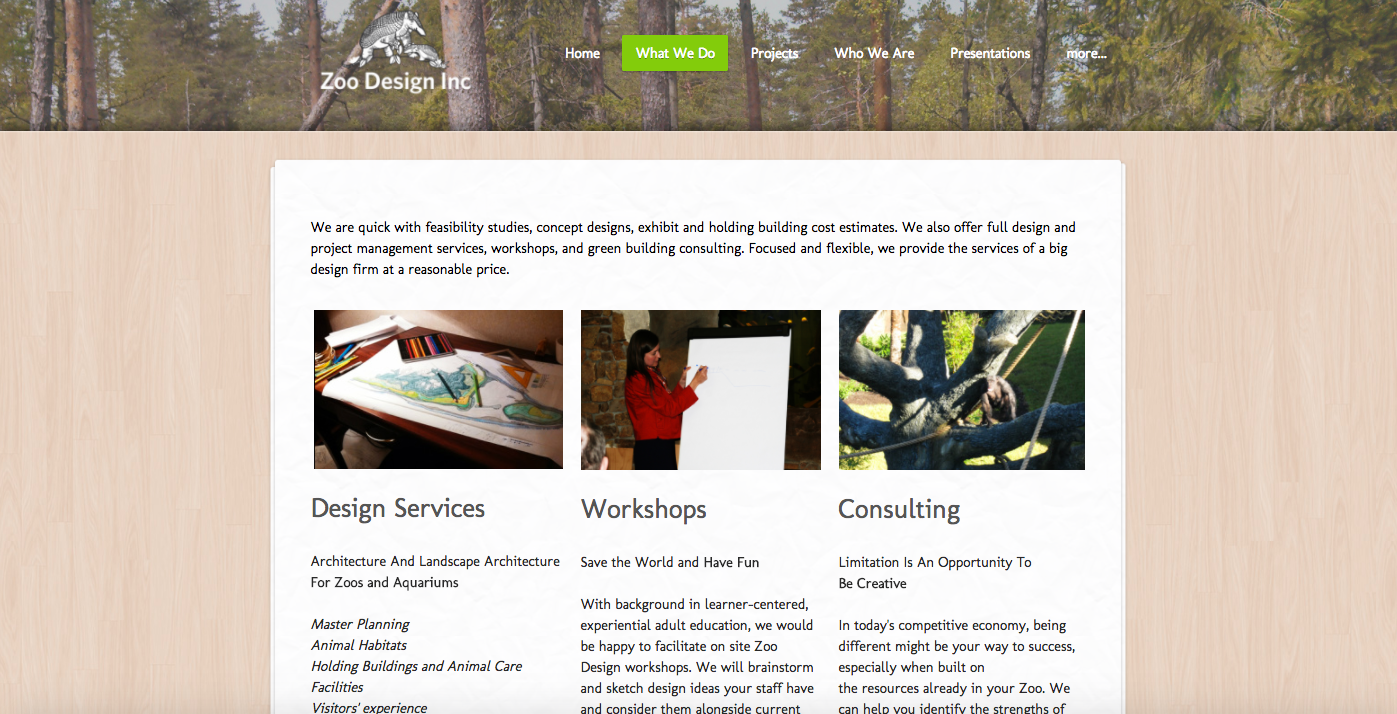 Zoo Design Inc
Home
What We Do
Projects
Who We Are
Presentations
more...
We are quick with feasibility studies, concept designs, exhibit and holding building cost estimates. We also offer full design and
project management services, workshops, and green building consulting. Focused and flexible, we provide the services of a big
design firm at a reasonable price.
Design Services
Architecture And Landscape Architecture
For Zoos and Aquariums
Master Planning
Animal Habitats
Holding Buildings and Animal Care
Facilities
Visitors' experience
Workshops
Save the World and Have Fun
With background in learner-centered,
experiential adult education, we would
be happy to facilitate on site Zoo
Design workshops. We will brainstorm
and sketch design ideas your staff have
and consider them alongside current
Consulting
Limitation Is An Opportunity To
Be Creative
In today's competitive economy, being
different might be your way to success,
especially when built on
the resources already in your Zoo. We
can help you identify the strengths of